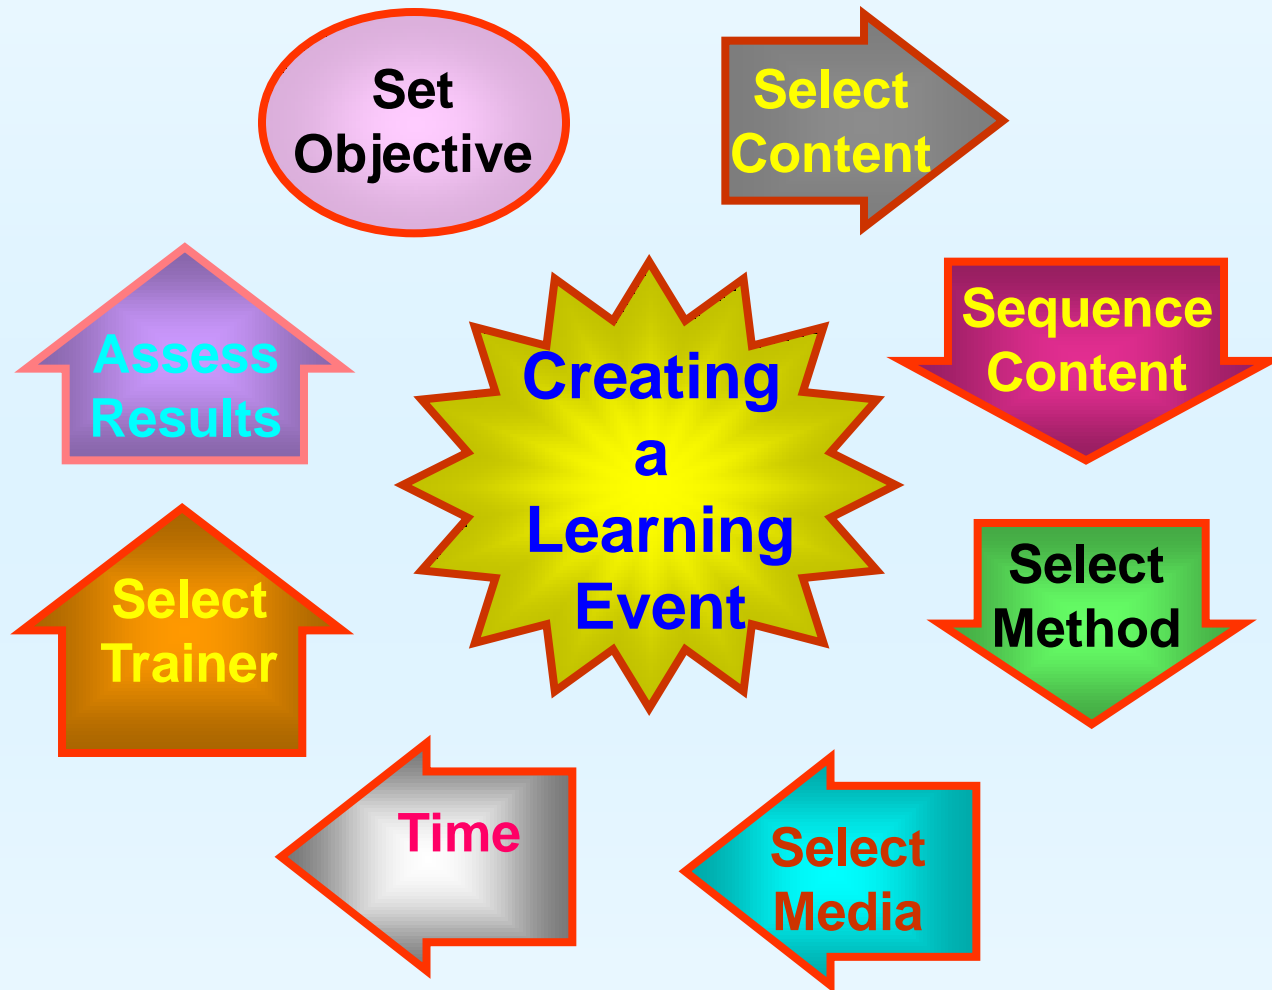 Set
Objective
Select
Content
Sequence
Content
Select
Method
Select
Media
Time
Select
Trainer
Assess
Results
Creating
a
Learning
Event